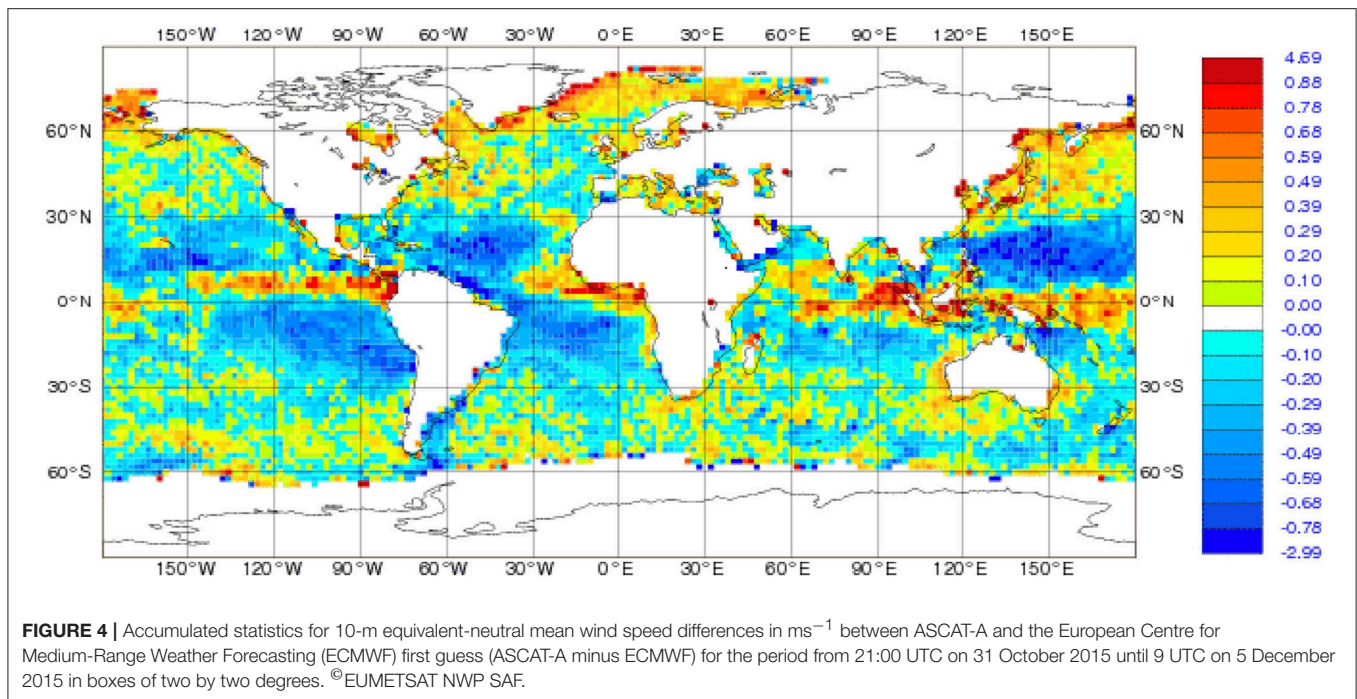 150°W 120°W 90°W 60°W 30°W 0°E 30°E 60°E 90°E 120°E 150°E
4.69
0.88
0.78
60°N 60°N 0.68
0.59
0.49
30°N 30°N 0.39
0.29
0.20
0.10
0°N 0°N 0.00
-0.00
-0.10
-0.20
30°S 30°S -0.29
-0.39
-0.49
60°S 60°S -0.59
-0.68
-0.78
-2.99
150°W 120°W 90°W 60°W 30°W 0°E 30°E 60°E 90°E 120°E 150°E
FIGURE 4 | Accumulated statistics for 10-m equivalent-neutral mean wind speed differences in ms⁻¹ between ASCAT-A and the European Centre for
Medium-Range Weather Forecasting (ECMWF) first guess (ASCAT-A minus ECMWF) for the period from 21:00 UTC on 31 October 2015 until 9 UTC on 5 December
2015 in boxes of two by two degrees. ©EUMETSAT NWP SAF.